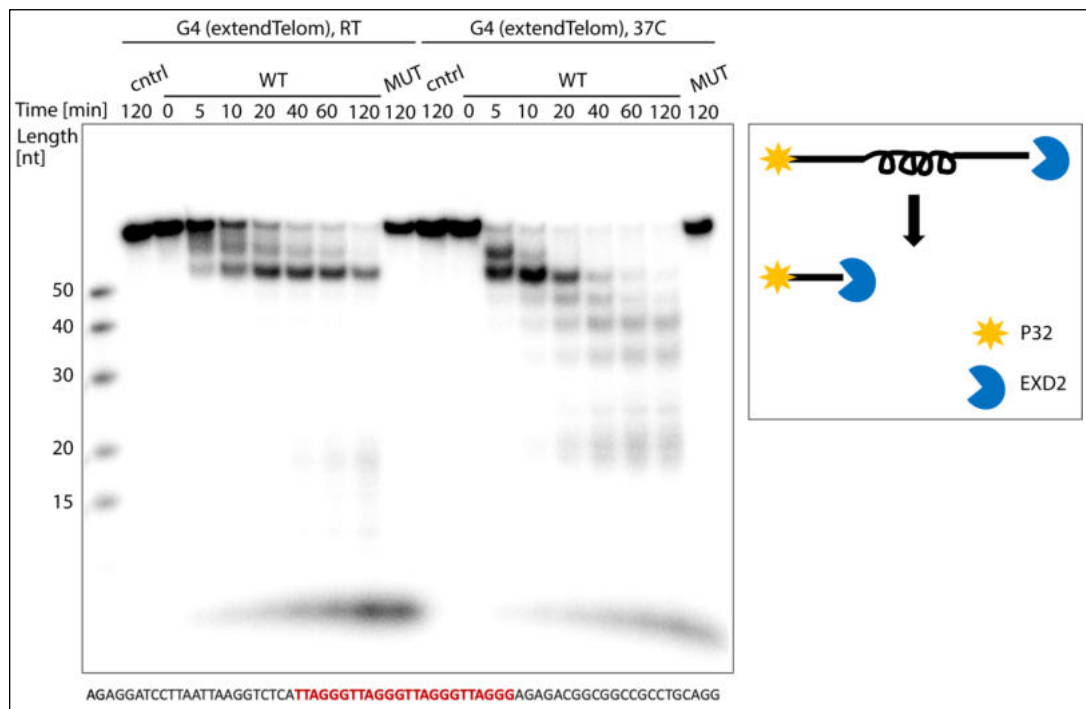 G4 (extendTelom), RT G4 (extendTelom), 37C
cntrl WT MUT cntrl WT MUT
Time [min] 120 0 5 10 20 40 60 120 120 120 0 5 10 20 40 60 120 120
Length
[nt]
50
40
30
20
15
P32
EXD2
AGAGGATCCTTAATTAAGGTCTCATTAGGGTTAGGGTTAGGGTTAGGGAGAGACGGCGGCCGCCTGCAGG